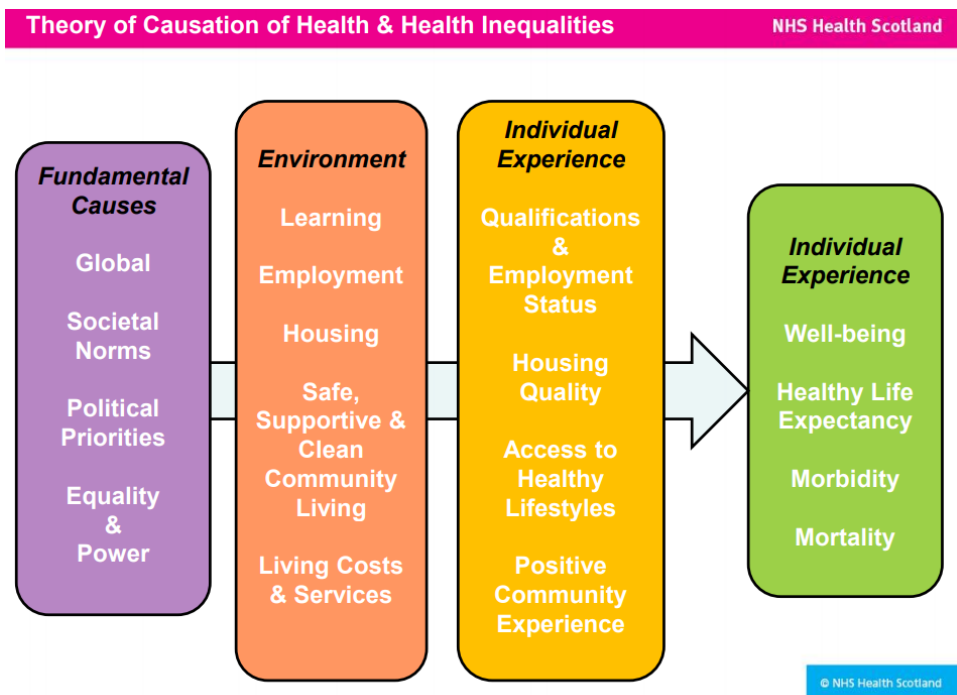 Theory of Causation of Health & Health Inequalities
NHS Health Scotland
Fundamental
Causes
Global
Societal
Norms
Political
Priorities
Equality
&
Power
Environment
Learning
Employment
Housing
Safe,
Supportive &
Clean
Community
Living
Living Costs
& Services
Individual
Experience
Qualifications
&
Employment
Status
Housing
Quality
Access to
Healthy
Lifestyles
Positive
Community
Experience
Individual
Experience
Well-being
Healthy Life
Expectancy
Morbidity
Mortality
© NHS Health Scotland